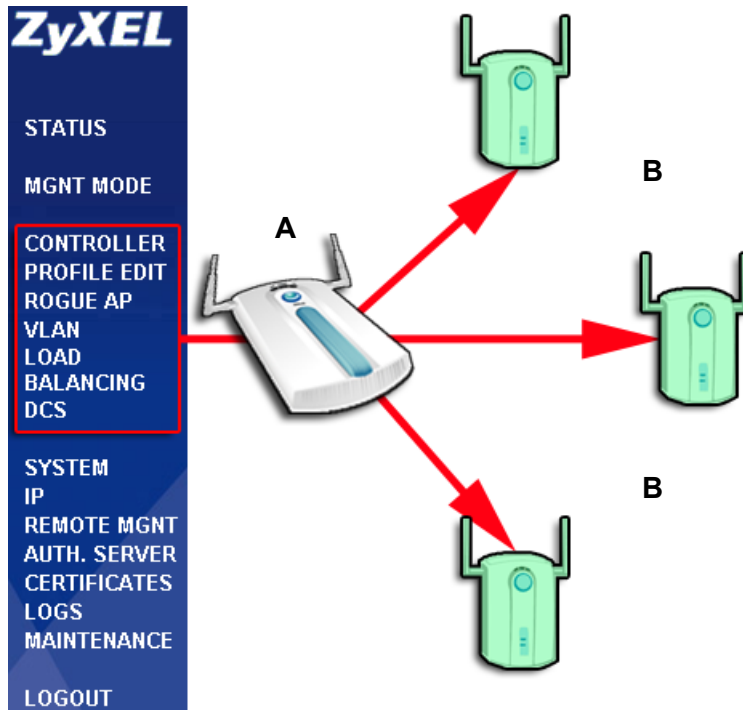 ZyXEL
STATUS
MGNT MODE
CONTROLLER
PROFILE EDIT
ROGUE AP
VLAN
LOAD
BALANCING
DCS
SYSTEM
IP
REMOTE MGNT
AUTH. SERVER
CERTIFICATES
LOGS
MAINTENANCE
LOGOUT
A
B
B